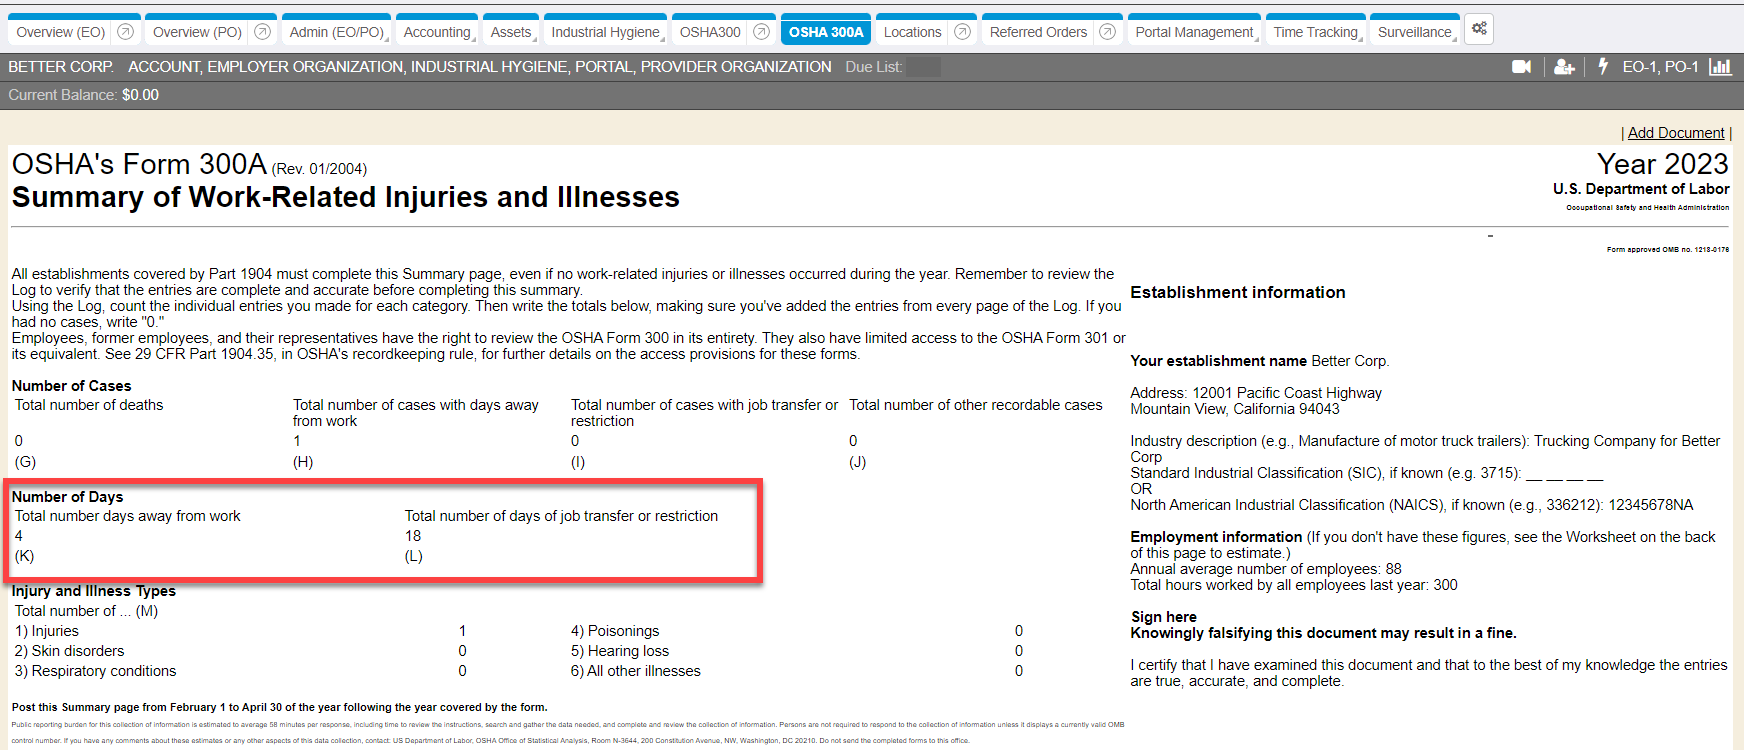 Overview (EO) Overview (PO) Admin (EO/PO) Accounting Assets Industrial Hygiene OSHA300 OSHA 300A Locations Referred Orders Portal Management Time Tracking Surveillance
BETTER CORP. ACCOUNT, EMPLOYER ORGANIZATION, INDUSTRIAL HYGIENE, PORTAL, PROVIDER ORGANIZATION Due List: EO-1, PO-1
Current Balance: $0.00
| Add Document |
OSHA's Form 300A (Rev. 01/2004)
Summary of Work-Related Injuries and Illnesses
Year 2023
U.S. Department of Labor
Occupational Safety and Health Administration
-
Form approved OMB no. 1218-0176
All establishments covered by Part 1904 must complete this Summary page, even if no work-related injuries or illnesses occurred during the year. Remember to review the
Log to verify that the entries are complete and accurate before completing this summary.
Using the Log, count the individual entries you made for each category. Then write the totals below, making sure you've added the entries from every page of the Log. If you
had no cases, write "0."
Employees, former employees, and their representatives have the right to review the OSHA Form 300 in its entirety. They also have limited access to the OSHA Form 301 or
its equivalent. See 29 CFR Part 1904.35, in OSHA's recordkeeping rule, for further details on the access provisions for these forms.
Number of Cases
Total number of deaths
Total number of cases with days away
from work
Total number of cases with job transfer or
restriction
Total number of other recordable cases
0 1 0 0
(G) (H) (I) (J)
Number of Days
Total number days away from work Total number of days of job transfer or restriction
4 18
(K) (L)
Injury and Illness Types
Total number of ... (M)
1) Injuries 1 4) Poisonings 0
2) Skin disorders 0 5) Hearing loss 0
3) Respiratory conditions 0 6) All other illnesses 0
Post this Summary page from February 1 to April 30 of the year following the year covered by the form.
Public reporting burden for this collection of information is estimated to average 58 minutes per response, including time to review the instructions, search and gather the data needed, and complete and review the collection of information. Persons are not required to respond to the collection of information unless it displays a currently valid OMB
control number. If you have any comments about these estimates or any other aspects of this data collection, contact: US Department of Labor, OSHA Office of Statistical Analysis, Room N-3644, 200 Constitution Avenue, NW, Washington, DC 20210. Do not send the completed forms to this office.
Establishment information
Your establishment name Better Corp.
Address: 12001 Pacific Coast Highway
Mountain View, California 94043
Industry description (e.g., Manufacture of motor truck trailers): Trucking Company for Better
Corp
Standard Industrial Classification (SIC), if known (e.g. 3715): __ __ __ __
OR
North American Industrial Classification (NAICS), if known (e.g., 336212): 12345678NA
Employment information (If you don't have these figures, see the Worksheet on the back
of this page to estimate.)
Annual average number of employees: 88
Total hours worked by all employees last year: 300
Sign here
Knowingly falsifying this document may result in a fine.
I certify that I have examined this document and that to the best of my knowledge the entries
are true, accurate, and complete.